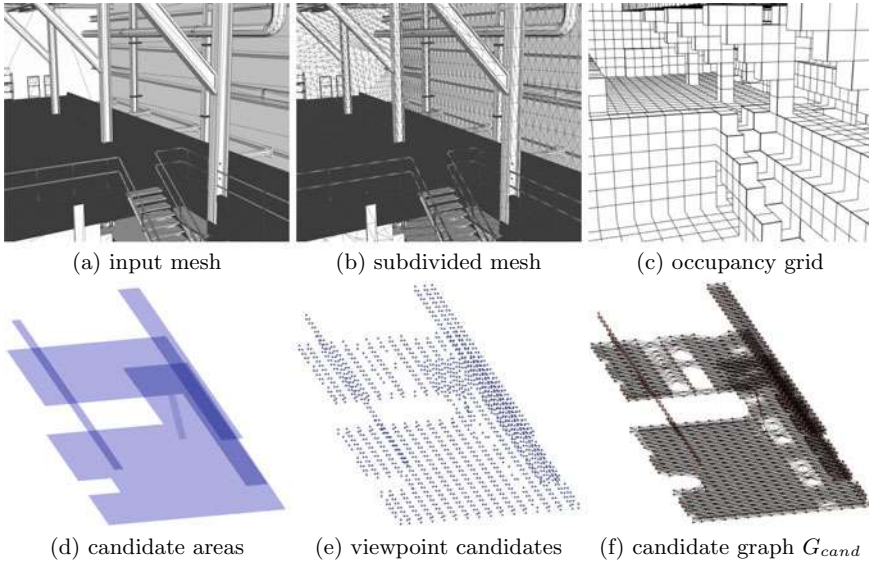 (a) input mesh
(b) subdivided mesh
(c) occupancy grid
(d) candidate areas
(e) viewpoint candidates
(f) candidate graph G_cand